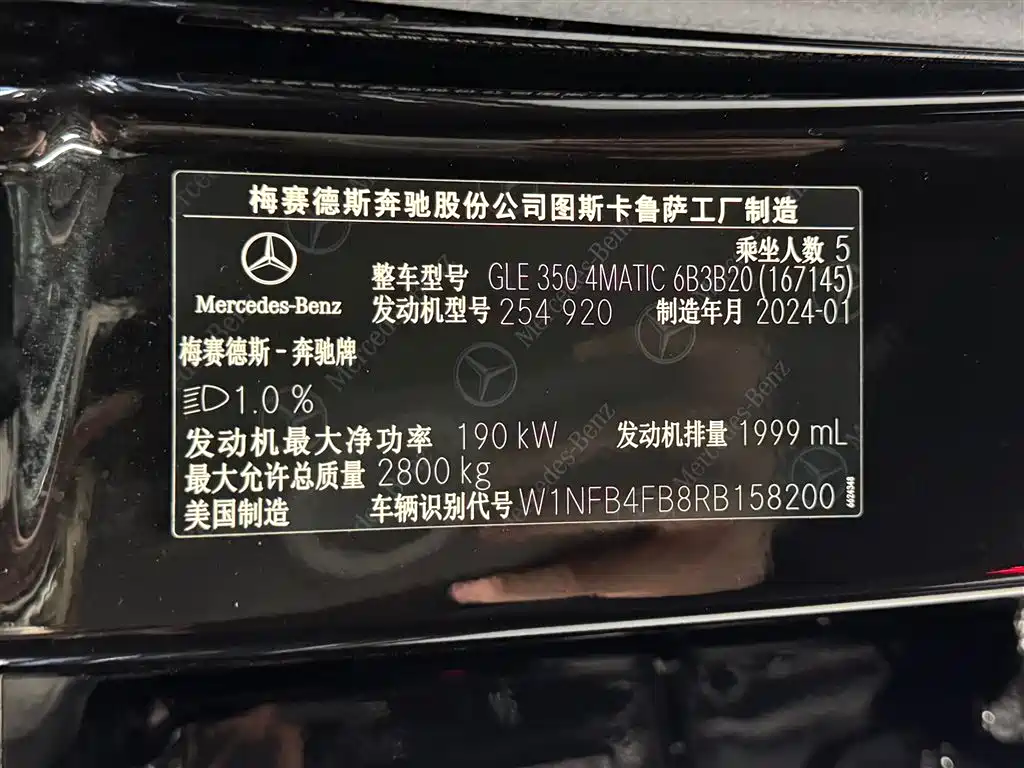 梅赛德斯奔驰股份公司图斯卡鲁萨工厂制造
乘坐人数 5
整车型号 GLE 350 4MATIC 6B3B20 (167145)
Mercedes-Benz
发动机型号 254 920 制造年月 2024-01
梅赛德斯 - 奔驰牌
1.0 %
发动机最大净功率 190 kW 发动机排量 1999 mL
最大允许总质量 2800 kg
美国制造 车辆识别代号 W1NFB4FB8RB158200